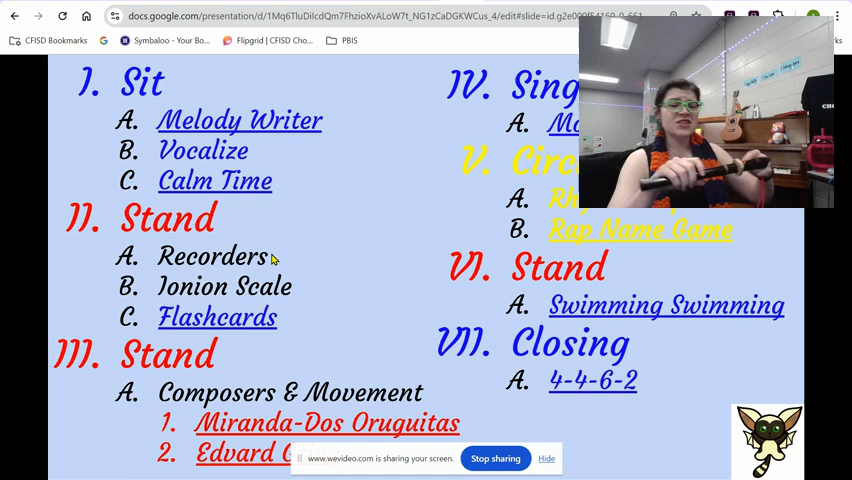 docs.google.com/presentation/d/1Mq6TluDiIcdQm7FhzioXvALoW7t_NG1zCaDGKWCus_4/edit#slide=id.g2e000f54160_0_661
CFISD Bookmarks
Symbaloo - Your Bo...
Flipgrid | CFISD Cho...
PBIS
I. Sit
A. Melody Writer
B. Vocalize
C. Calm Time
II. Stand
A. Recorders
B. Ionion Scale
C. Flashcards
III. Stand
A. Composers & Movement
1. Miranda-Dos Oruguitas
2. Edvard
IV. Sing
A.
V. Circ
A.
B. Rap Name Game
VI. Stand
A. Swimming Swimming
VII. Closing
A. 4-4-6-2
www.wevideo.com is sharing your screen.
Stop sharing
Hide